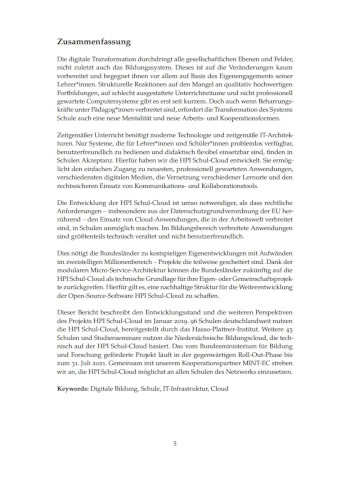 Zusammenfassung
Die digitale Transformation durchdringt alle gesellschaftlichen Ebenen und Felder,
nicht zuletzt auch das Bildungssystem. Dieses ist auf die Veränderungen kaum
vorbereitet und begegnet ihnen vor allem auf Basis des Eigenengagements seiner
Lehrer*innen. Strukturelle Reaktionen auf den Mangel an qualitativ hochwertigen
Fortbildungen, auf schlecht ausgestattete Unterrichtsräume und nicht professionell
gewartete Computersysteme gibt es erst seit kurzem. Doch auch wenn Beharrungs-
kräfte unter Pädagog*innen verbreitet sind, erfordert die Transformation des Systems
Schule auch eine neue Mentalität und neue Arbeits- und Kooperationsformen.
Zeitgemäßer Unterricht benötigt moderne Technologie und zeitgemäße IT-Architek-
turen. Nur Systeme, die für Lehrer*innen und Schüler*innen problemlos verfügbar,
benutzerfreundlich zu bedienen und didaktisch flexibel einsetzbar sind, finden in
Schulen Akzeptanz. Hierfür haben wir die HPI Schul-Cloud entwickelt. Sie ermög-
licht den einfachen Zugang zu neuesten, professionell gewarteten Anwendungen,
verschiedensten digitalen Medien, die Vernetzung verschiedener Lernorte und den
rechtssicheren Einsatz von Kommunikations- und Kollaborationstools.
Die Entwicklung der HPI Schul-Cloud ist umso notwendiger, als dass rechtliche
Anforderungen – insbesondere aus der Datenschutzgrundverordnung der EU her-
rührend – den Einsatz von Cloud-Anwendungen, die in der Arbeitswelt verbreitet
sind, in Schulen unmöglich machen. Im Bildungsbereich verbreitete Anwendungen
sind größtenteils technisch veraltet und nicht benutzerfreundlich.
Dies nötigt die Bundesländer zu kostspieligen Eigenentwicklungen mit Aufwänden
im zweistelligen Millionenbereich – Projekte die teilweise gescheitert sind. Dank der
modularen Micro-Service-Architektur können die Bundesländer zukünftig auf die
HPI Schul-Cloud als technische Grundlage für ihre Eigen- oder Gemeinschaftsprojek-
te zurückgreifen. Hierfür gilt es, eine nachhaltige Struktur für die Weiterentwicklung
der Open-Source-Software HPI Schul-Cloud zu schaffen.
Dieser Bericht beschreibt den Entwicklungsstand und die weiteren Perspektiven
des Projekts HPI Schul-Cloud im Januar 2019. 96 Schulen deutschlandweit nutzen
die HPI Schul-Cloud, bereitgestellt durch das Hasso-Plattner-Institut. Weitere 45
Schulen und Studienseminare nutzen die Niedersächsische Bildungscloud, die tech-
nisch auf der HPI Schul-Cloud basiert. Das vom Bundesministerium für Bildung
und Forschung geförderte Projekt läuft in der gegenwärtigen Roll-Out-Phase bis
zum 31. Juli 2021. Gemeinsam mit unserem Kooperationspartner MINT-EC streben
wir an, die HPI Schul-Cloud möglichst an allen Schulen des Netzwerks einzusetzen.
Keywords: Digitale Bildung, Schule, IT-Infrastruktur, Cloud
5